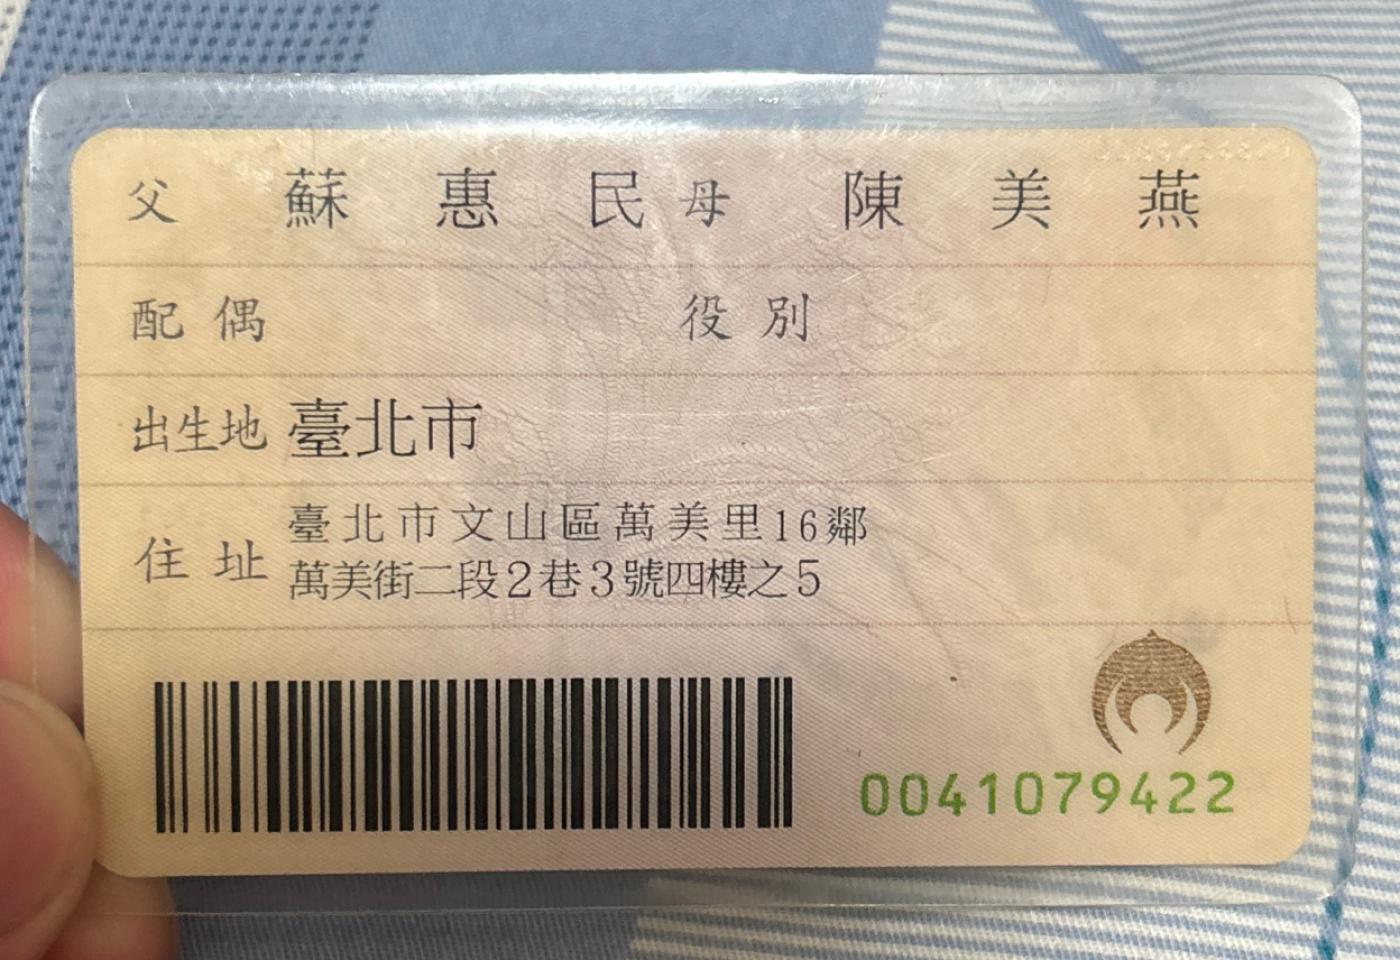 父 蘇惠民 母 陳美燕
配偶 役別
出生地 臺北市
住址 臺北市文山區萬美里16鄰
萬美街二段2巷3號四樓之5
0041079422